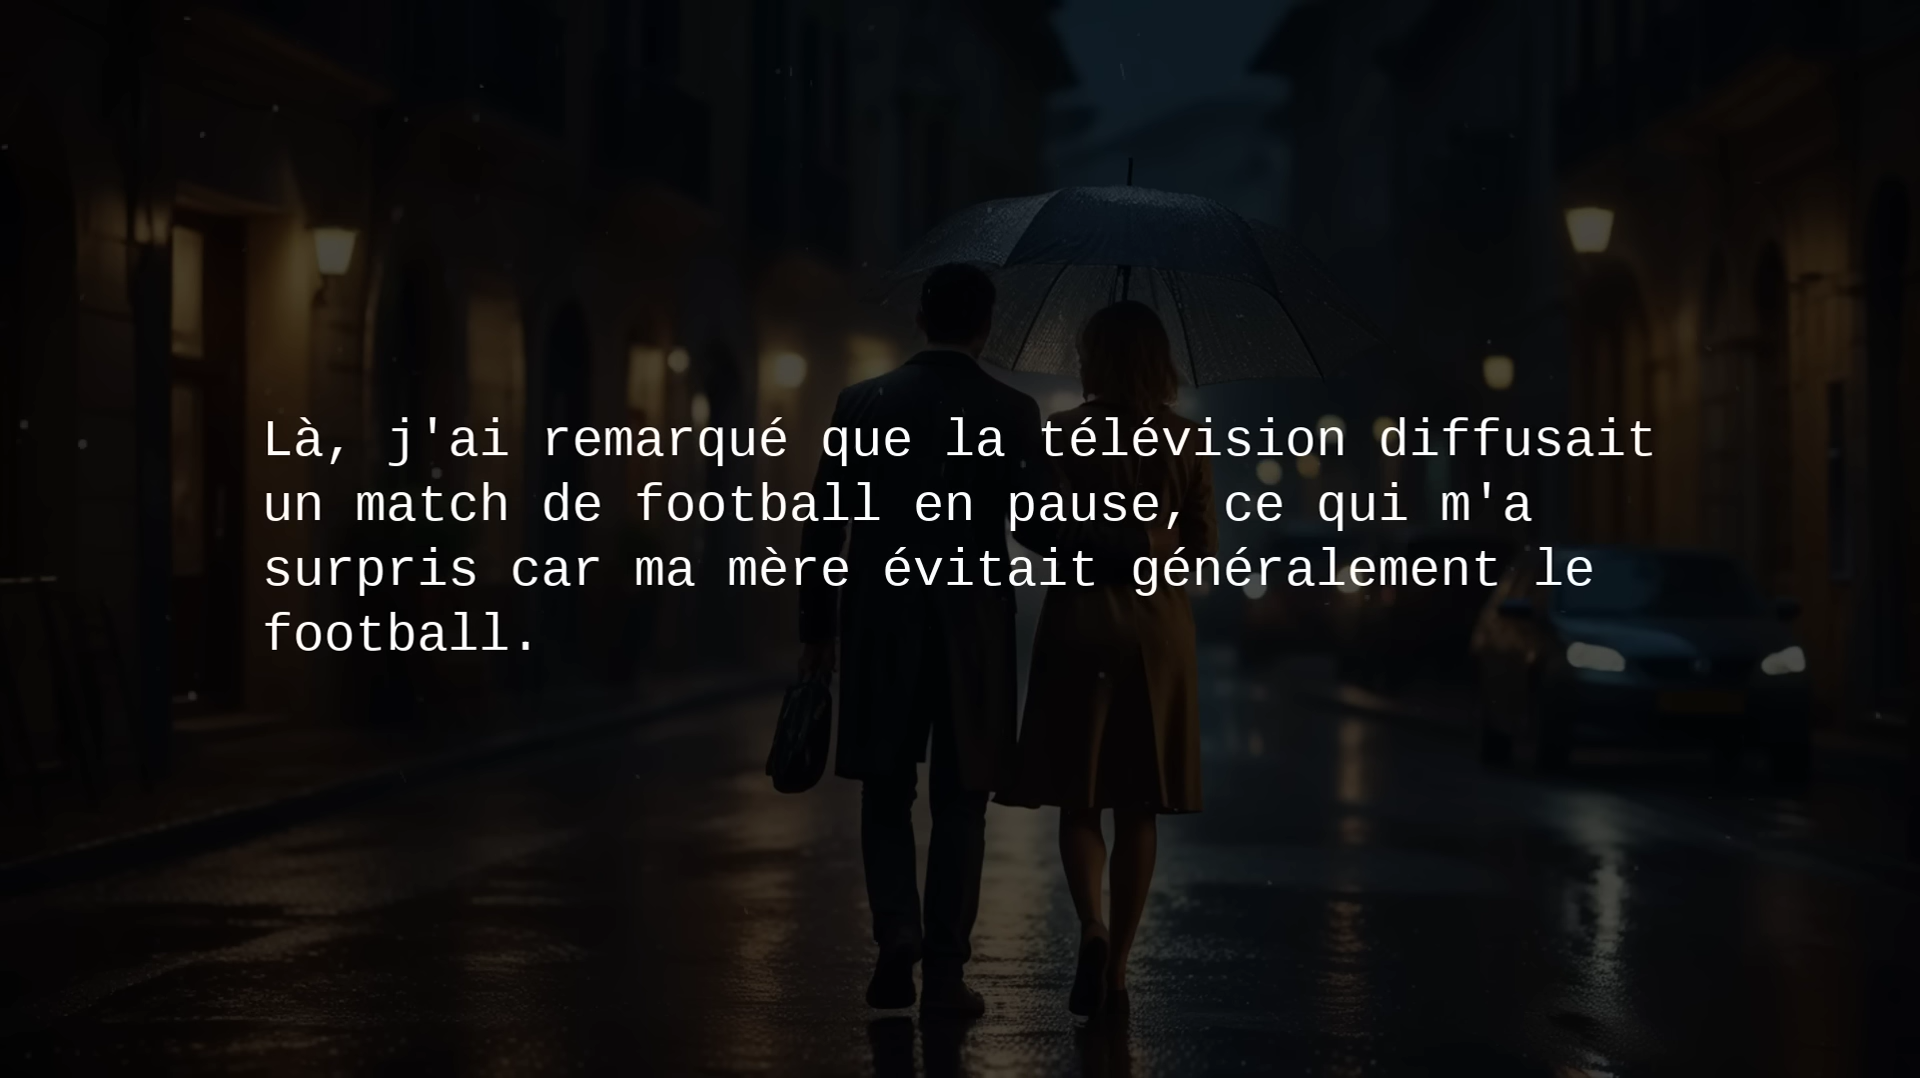 Là, j'ai remarqué que la télévision diffusait
un match de football en pause, ce qui m'a
surpris car ma mère évitait généralement le
football.